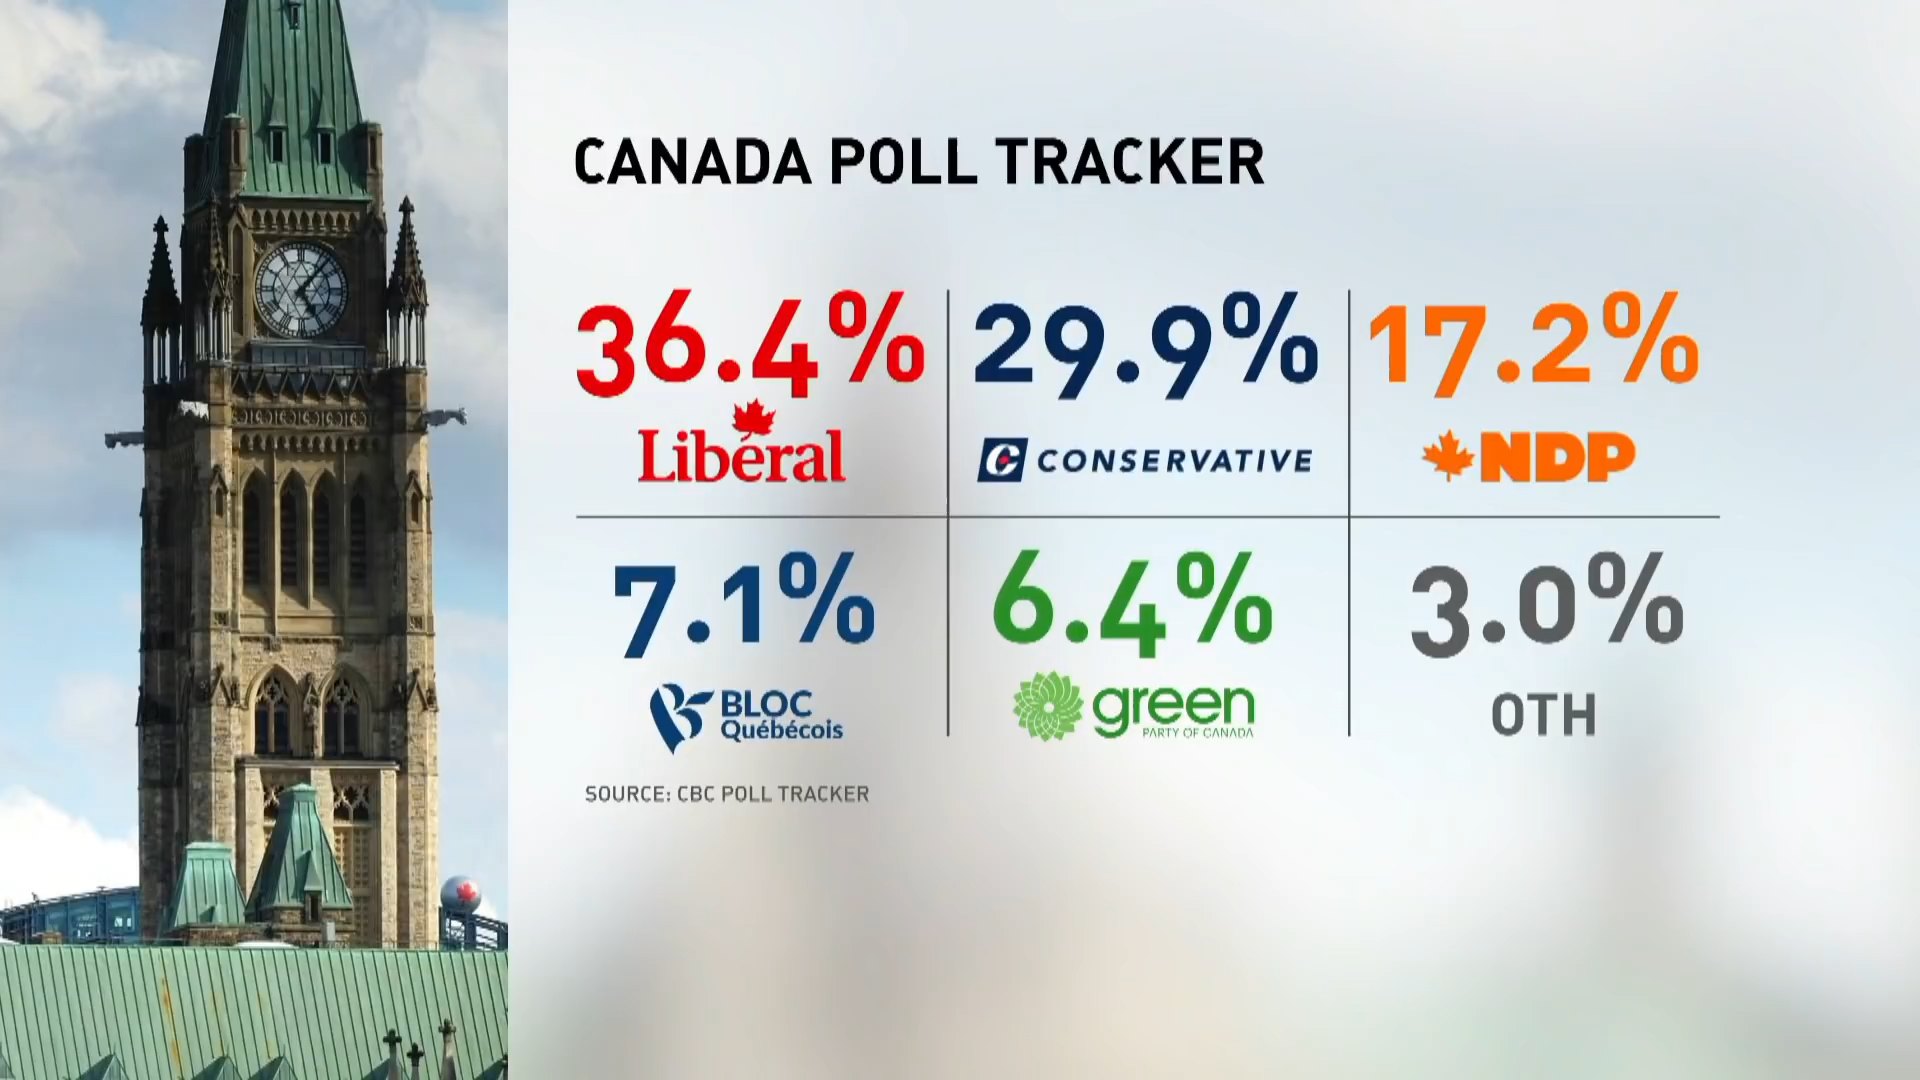 CANADA POLL TRACKER
36.4%
Liberal
29.9%
CONSERVATIVE
17.2%
NDP
7.1%
BLOC
Québécois
6.4%
green
PARTY OF CANADA
3.0%
OTH
SOURCE: CBC POLL TRACKER